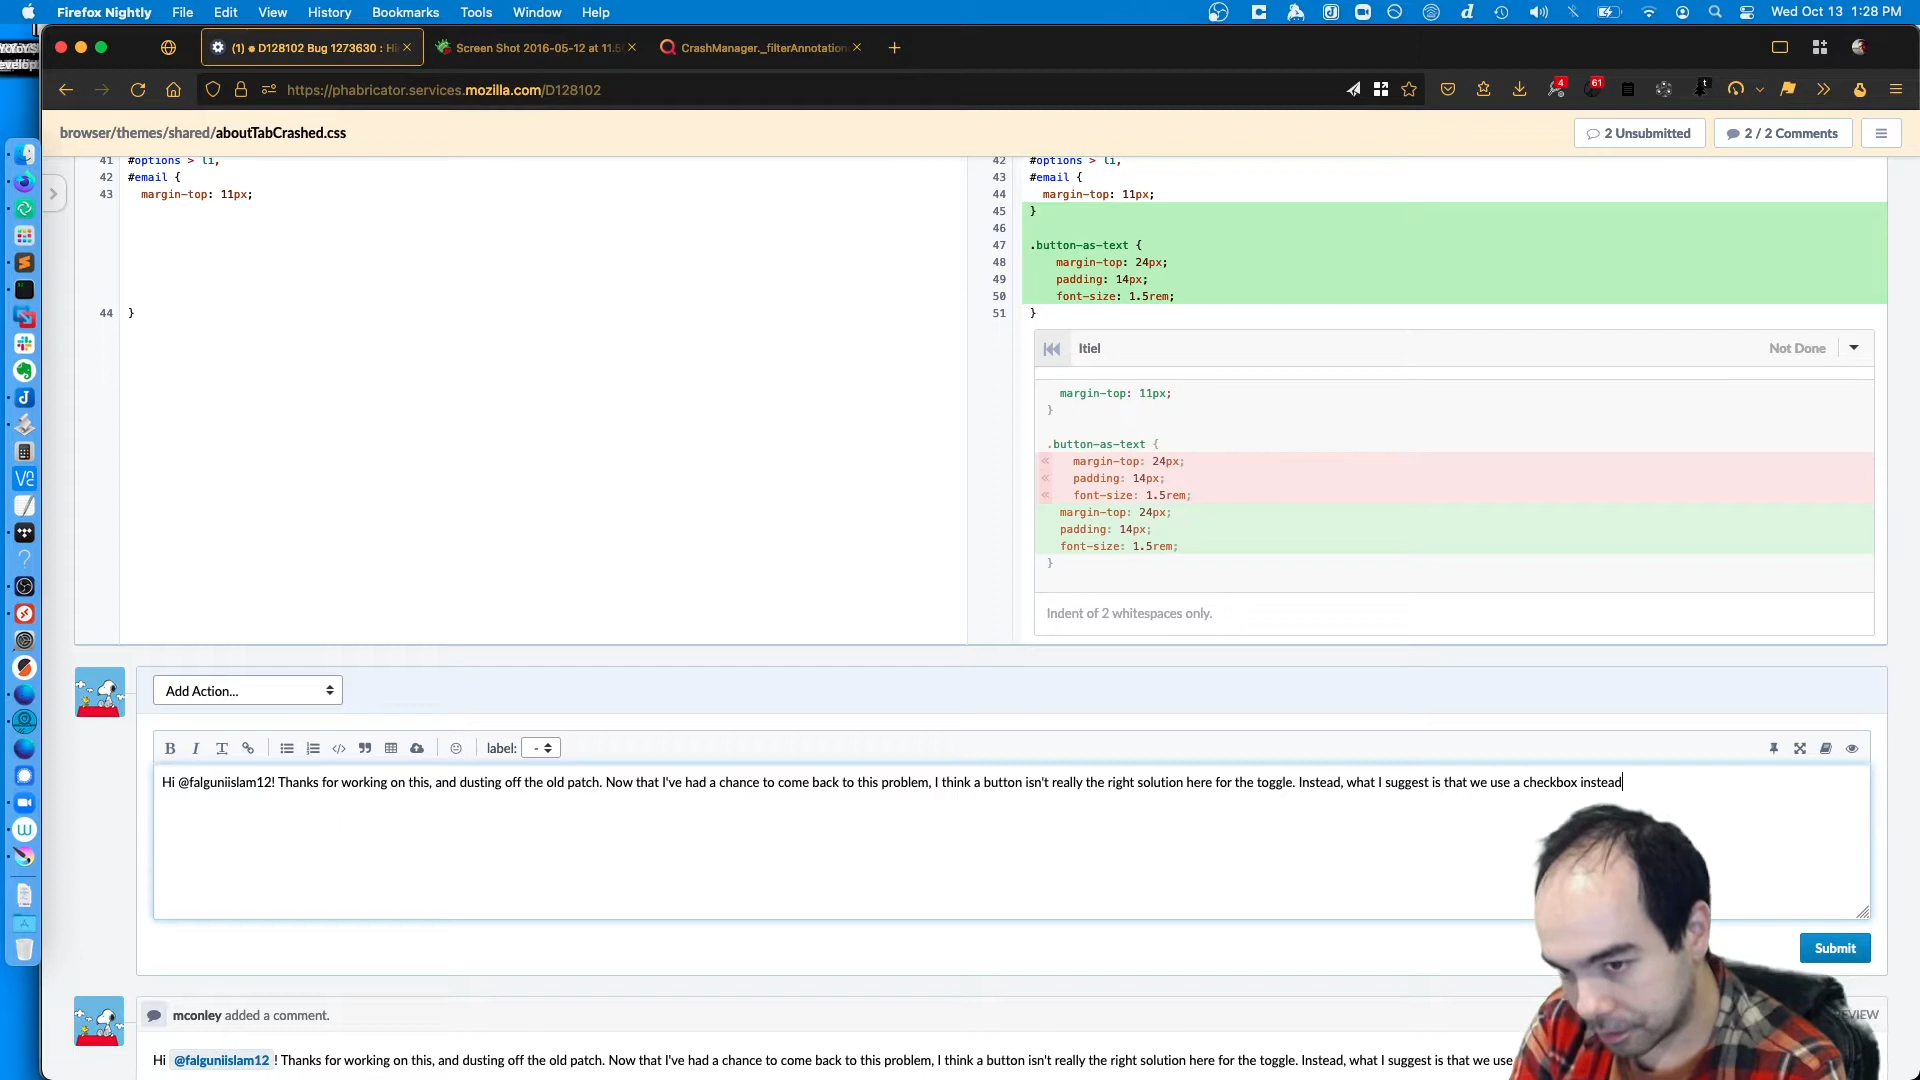 Firefox Nightly File Edit View History Bookmarks Tools Window Help Wed Oct 13 1:28 PM
(1) ● D128102 Bug 1273630 : Hi
Screen Shot 2016-05-12 at 11.5
CrashManager._filterAnnotation
https://phabricator.services.mozilla.com/D128102
4 61 t
browser/themes/shared/aboutTabCrashed.css
2 Unsubmitted
2 / 2 Comments
41 #options > li,
42 #email {
43 margin-top: 11px;
44 }
42 #options > li,
43 #email {
44 margin-top: 11px;
45 }
46
47 .button-as-text {
48 margin-top: 24px;
49 padding: 14px;
50 font-size: 1.5rem;
51 }
Itiel Not Done
margin-top: 11px;
}
.button-as-text {
« margin-top: 24px;
« padding: 14px;
« font-size: 1.5rem;
margin-top: 24px;
padding: 14px;
font-size: 1.5rem;
}
Indent of 2 whitespaces only.
Add Action...
label: -
Hi @falguniislam12! Thanks for working on this, and dusting off the old patch. Now that I've had a chance to come back to this problem, I think a button isn't really the right solution here for the toggle. Instead, what I suggest is that we use a checkbox instead
Submit
mconley added a comment.
Hi @falguniislam12 ! Thanks for working on this, and dusting off the old patch. Now that I've had a chance to come back to this problem, I think a button isn't really the right solution here for the toggle. Instead, what I suggest is that we use